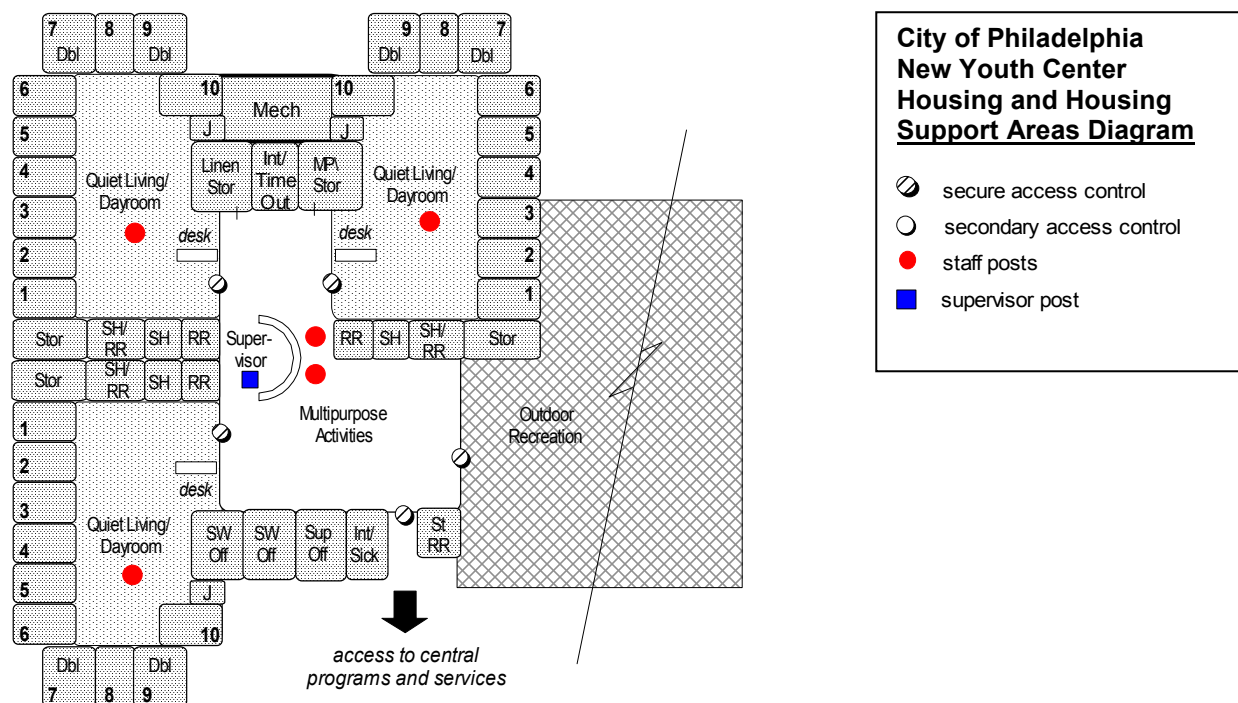 City of Philadelphia
New Youth Center
Housing and Housing
Support Areas Diagram
secure access control
secondary access control
staff posts
supervisor post
7
8
9
Dbl
Dbl
9
8
7
Dbl
Dbl
6
10
Mech
10
6
5
J
J
5
4
Linen
Stor
Int/
Time
Out
MP\
Stor
4
Quiet Living/
Dayroom
Quiet Living/
Dayroom
3
3
desk
desk
2
2
1
1
Stor
SH/
RR
SH
RR
Super-
visor
RR
SH
SH/
RR
Stor
Stor
SH/
RR
SH
RR
Multipurpose
Activities
Outdoor
Recreation
1
2
desk
3
Quiet Living/
Dayroom
4
SW
Off
SW
Off
Sup
Off
Int/
Sick
St
RR
5
J
6
10
Dbl
Dbl
7
8
9
access to central
programs and services